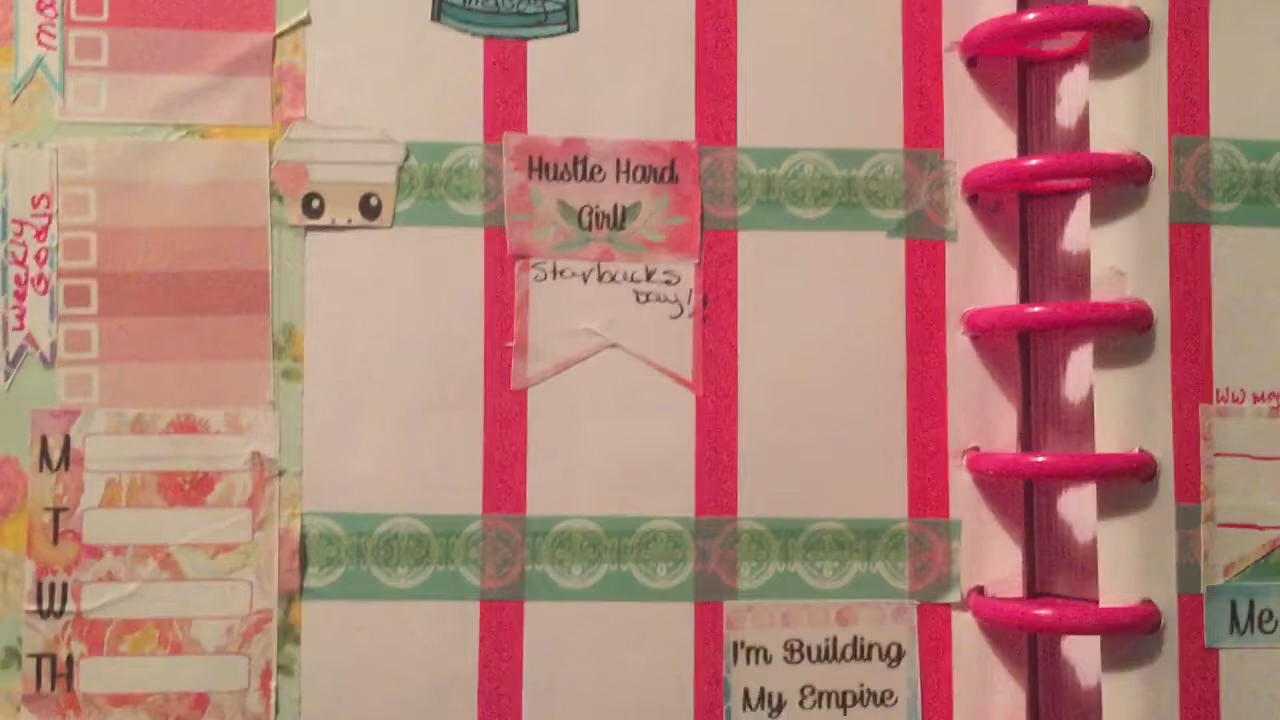 Hustle Hard
Girl!
Starbucks
Day!!
Weekly
Goals
M
T
W
TH
I'm Building
My Empire
Me